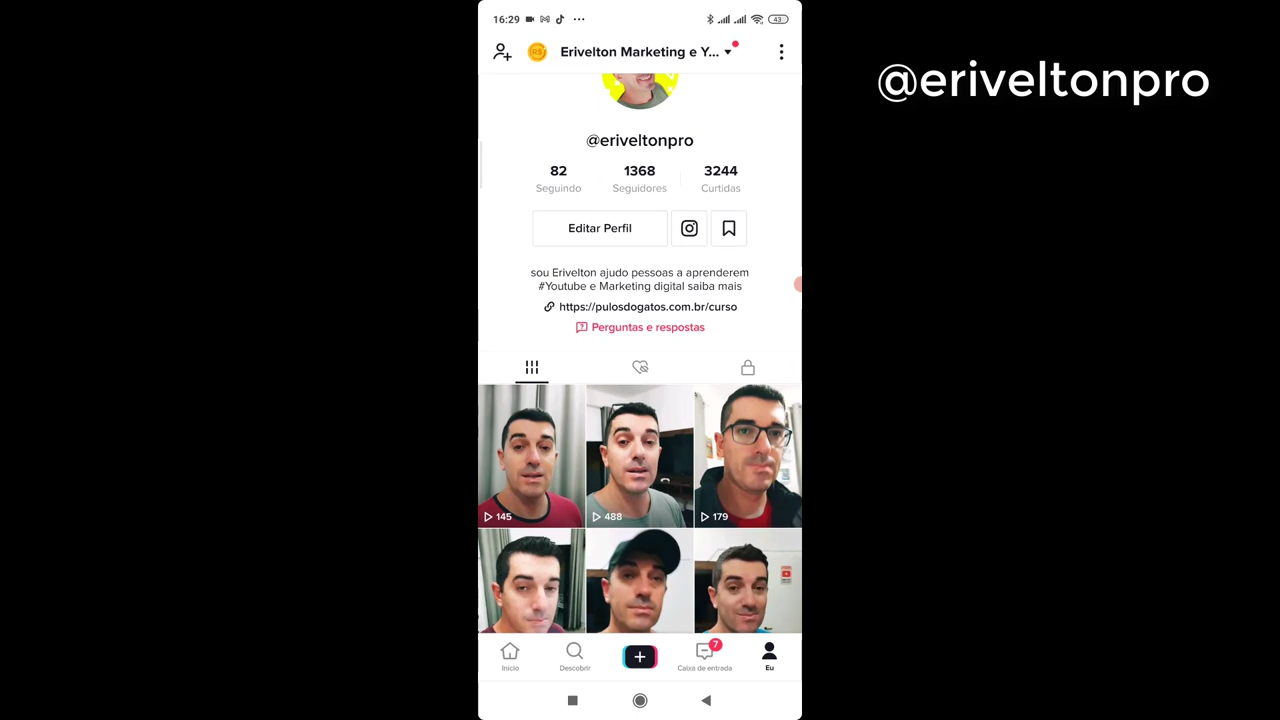 16:29
43
Erivelton Marketing e Y...
@eriveltonpro
@eriveltonpro
82
1368
3244
Seguindo
Seguidores
Curtidas
Editar Perfil
sou Erivelton ajudo pessoas a aprenderem
#Youtube e Marketing digital saiba mais
https://pulosdogatos.com.br/curso
Perguntas e respostas
145
488
179
7
Início
Descobrir
Caixa de entrada
Eu